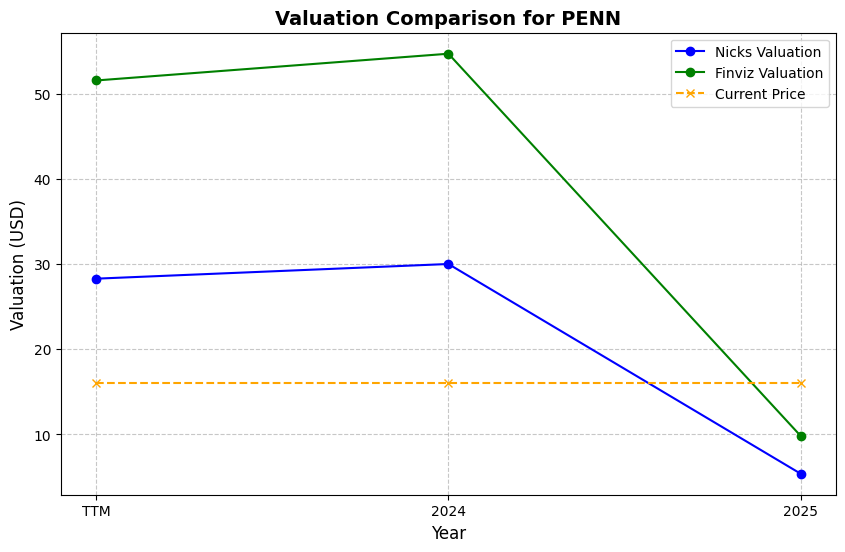 Valuation Comparison for PENN
Nicks Valuation
Finviz Valuation
Current Price
Valuation (USD)
50
40
30
20
10
TTM
2024
2025
Year